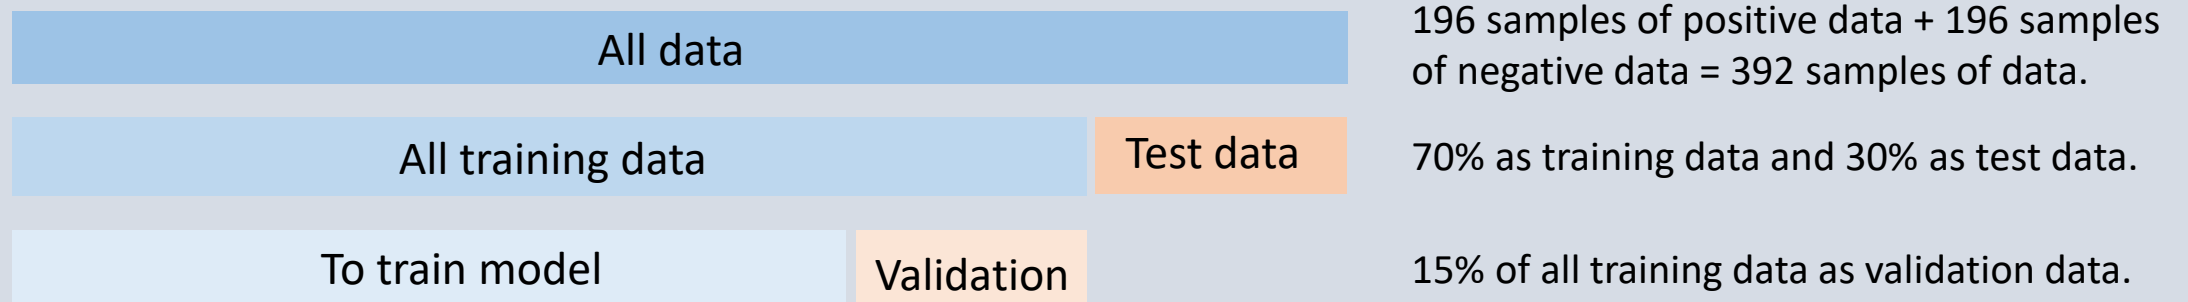 All data
196 samples of positive data + 196 samples
of negative data = 392 samples of data.
All training data
Test data
70% as training data and 30% as test data.
To train model
Validation
15% of all training data as validation data.